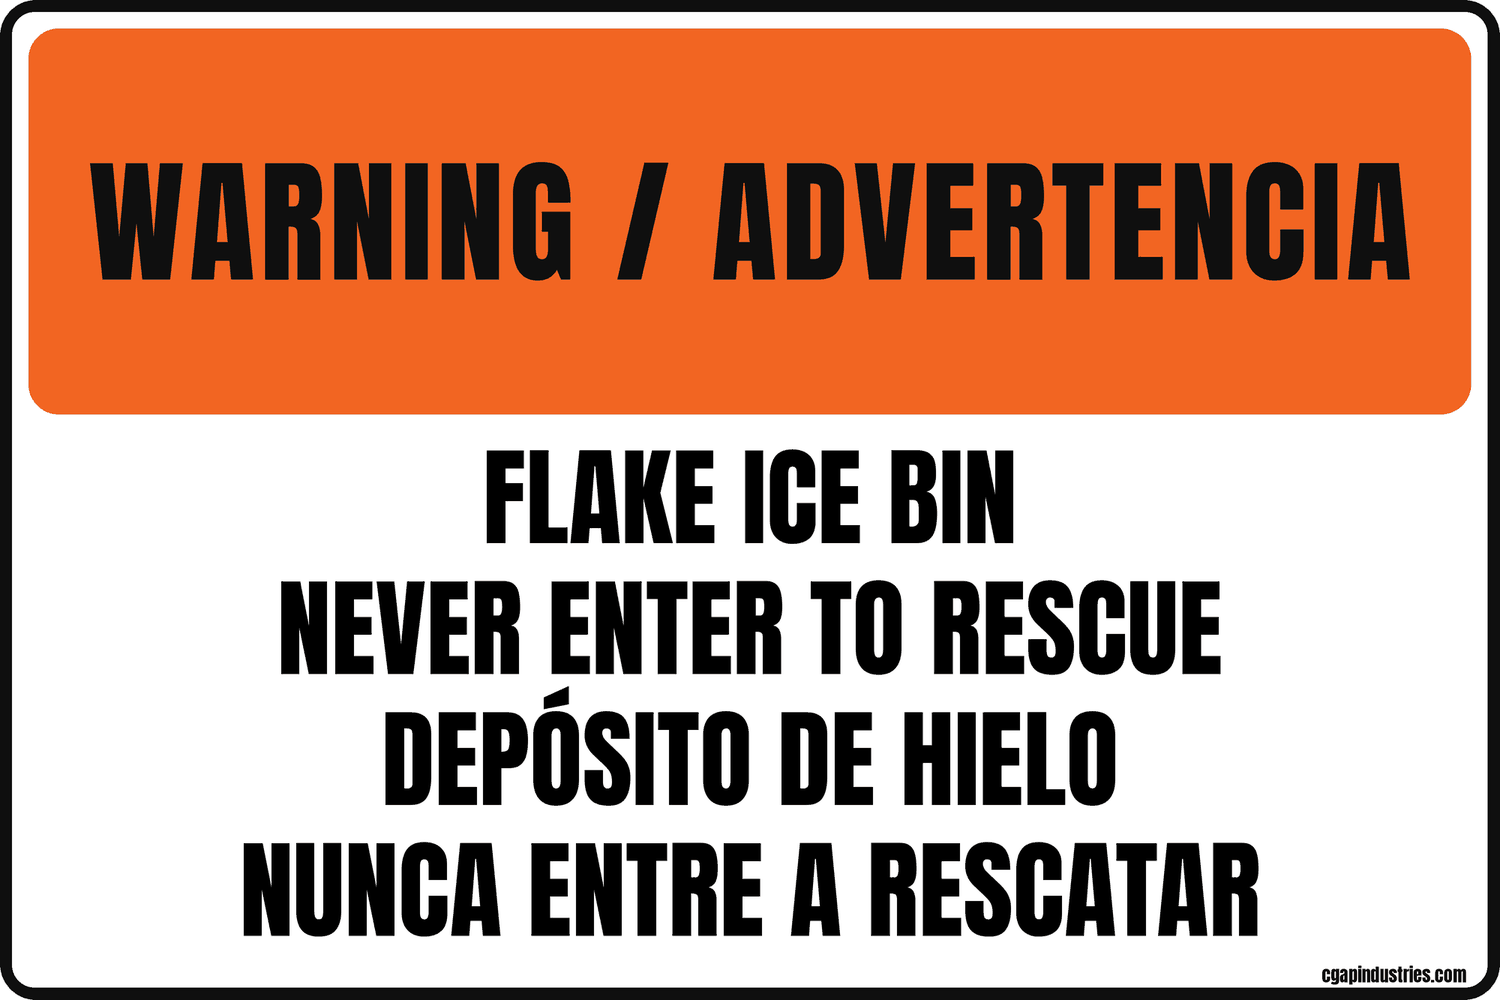 WARNING / ADVERTENCIA
FLAKE ICE BIN
NEVER ENTER TO RESCUE
DEPÓSITO DE HIELO
NUNCA ENTRE A RESCATAR
cgapindustries.com